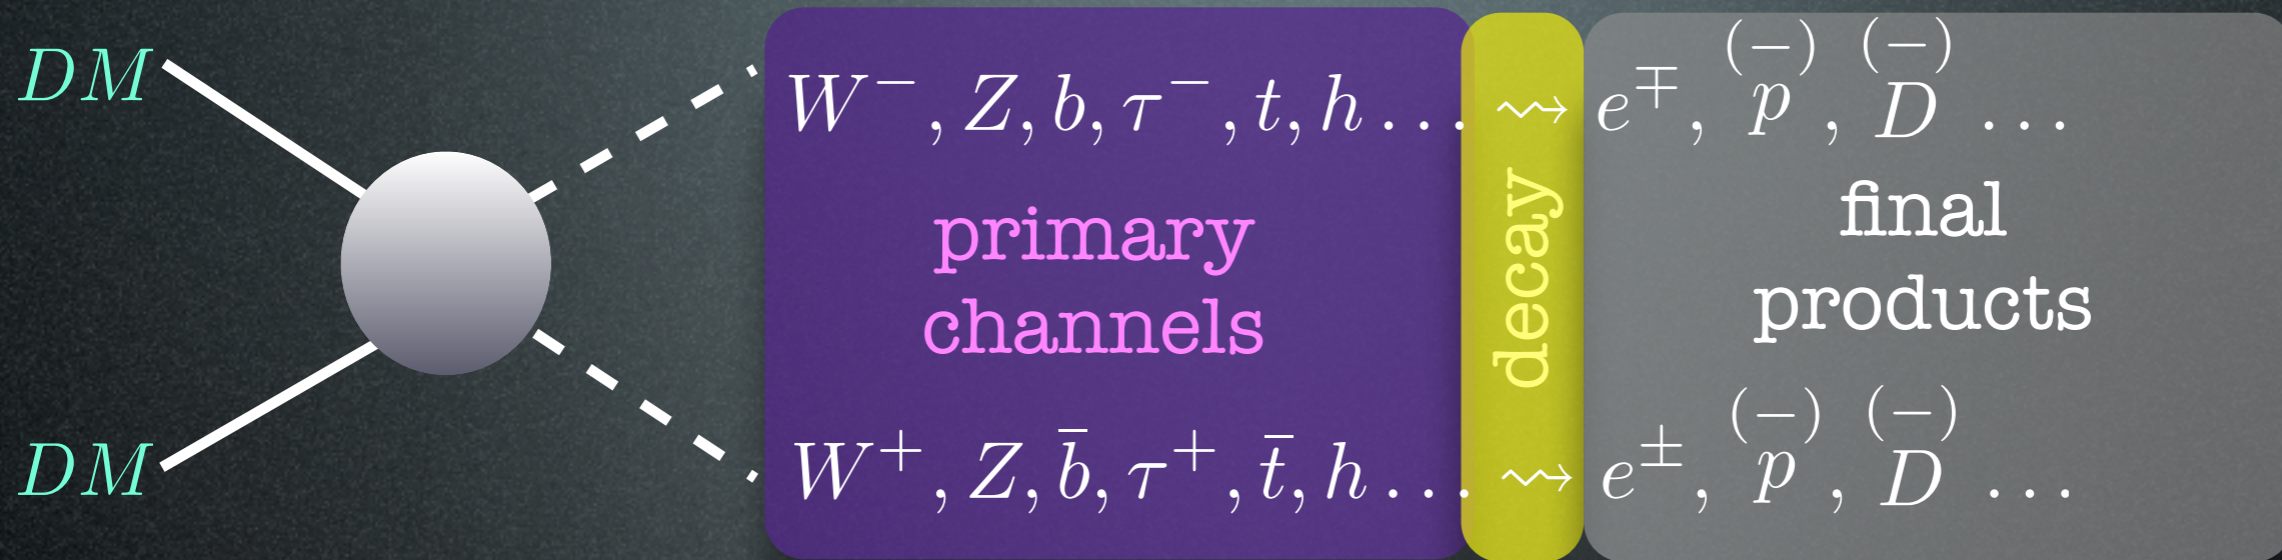 DM
W⁻, Z, b, τ⁻, t, h ... ⇝ e^∓, p^(−), D^(−) ...
primary channels
decay
final products
DM
W⁺, Z, b̄, τ⁺, t̄, h ... ⇝ e^±, p^(−), D^(−) ...